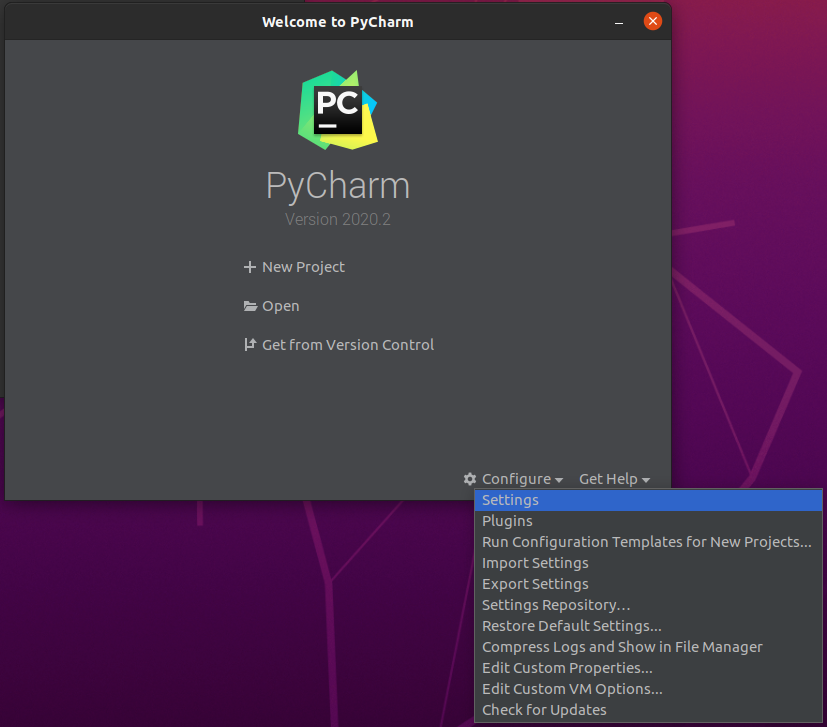 Welcome to PyCharm
PC
PyCharm
Version 2020.2
New Project
Open
Get from Version Control
Configure Get Help
Settings
Plugins
Run Configuration Templates for New Projects...
Import Settings
Export Settings
Settings Repository...
Restore Default Settings...
Compress Logs and Show in File Manager
Edit Custom Properties...
Edit Custom VM Options...
Check for Updates